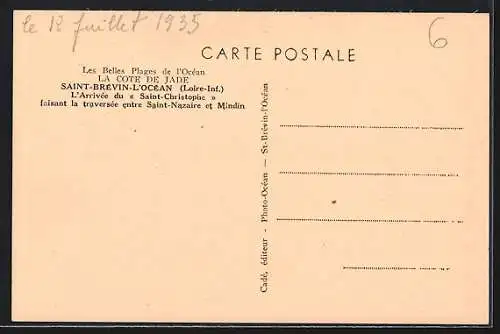 le 12 juillet 1935
6
CARTE POSTALE
Les Belles Plages de l'Océan
LA COTE DE JADE
SAINT-BRÉVIN-L'OCÉAN (Loire-Inf.)
L'Arrivée du « Saint-Christophe »
faisant la traversée entre Saint-Nazaire et Mindin
Cadé, éditeur - Photo-Océan — St-Brévin-l'Océan